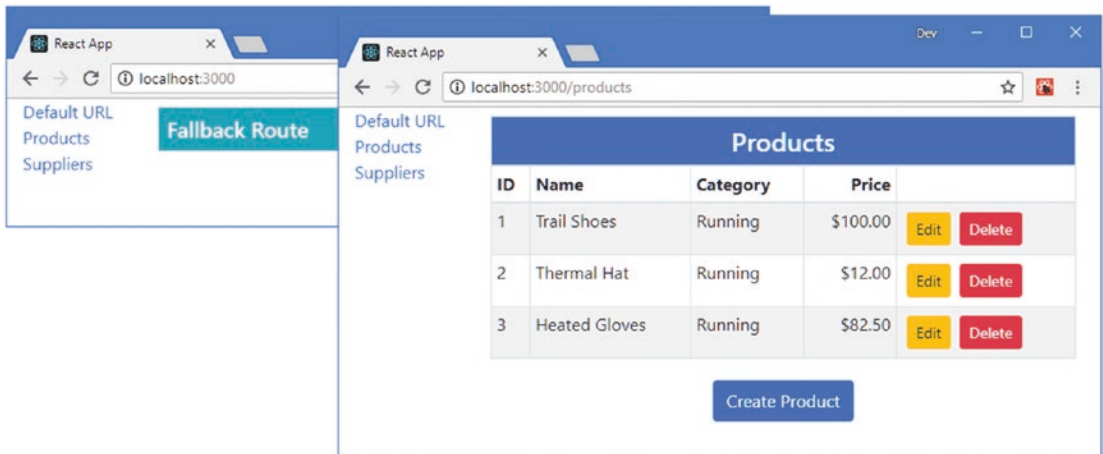 React App
localhost:3000
Default URL
Products
Suppliers
Fallback Route
Dev
React App
localhost:3000/products
Default URL
Products
Suppliers
Products
ID Name Category Price
1 Trail Shoes Running $100.00 Edit Delete
2 Thermal Hat Running $12.00 Edit Delete
3 Heated Gloves Running $82.50 Edit Delete
Create Product